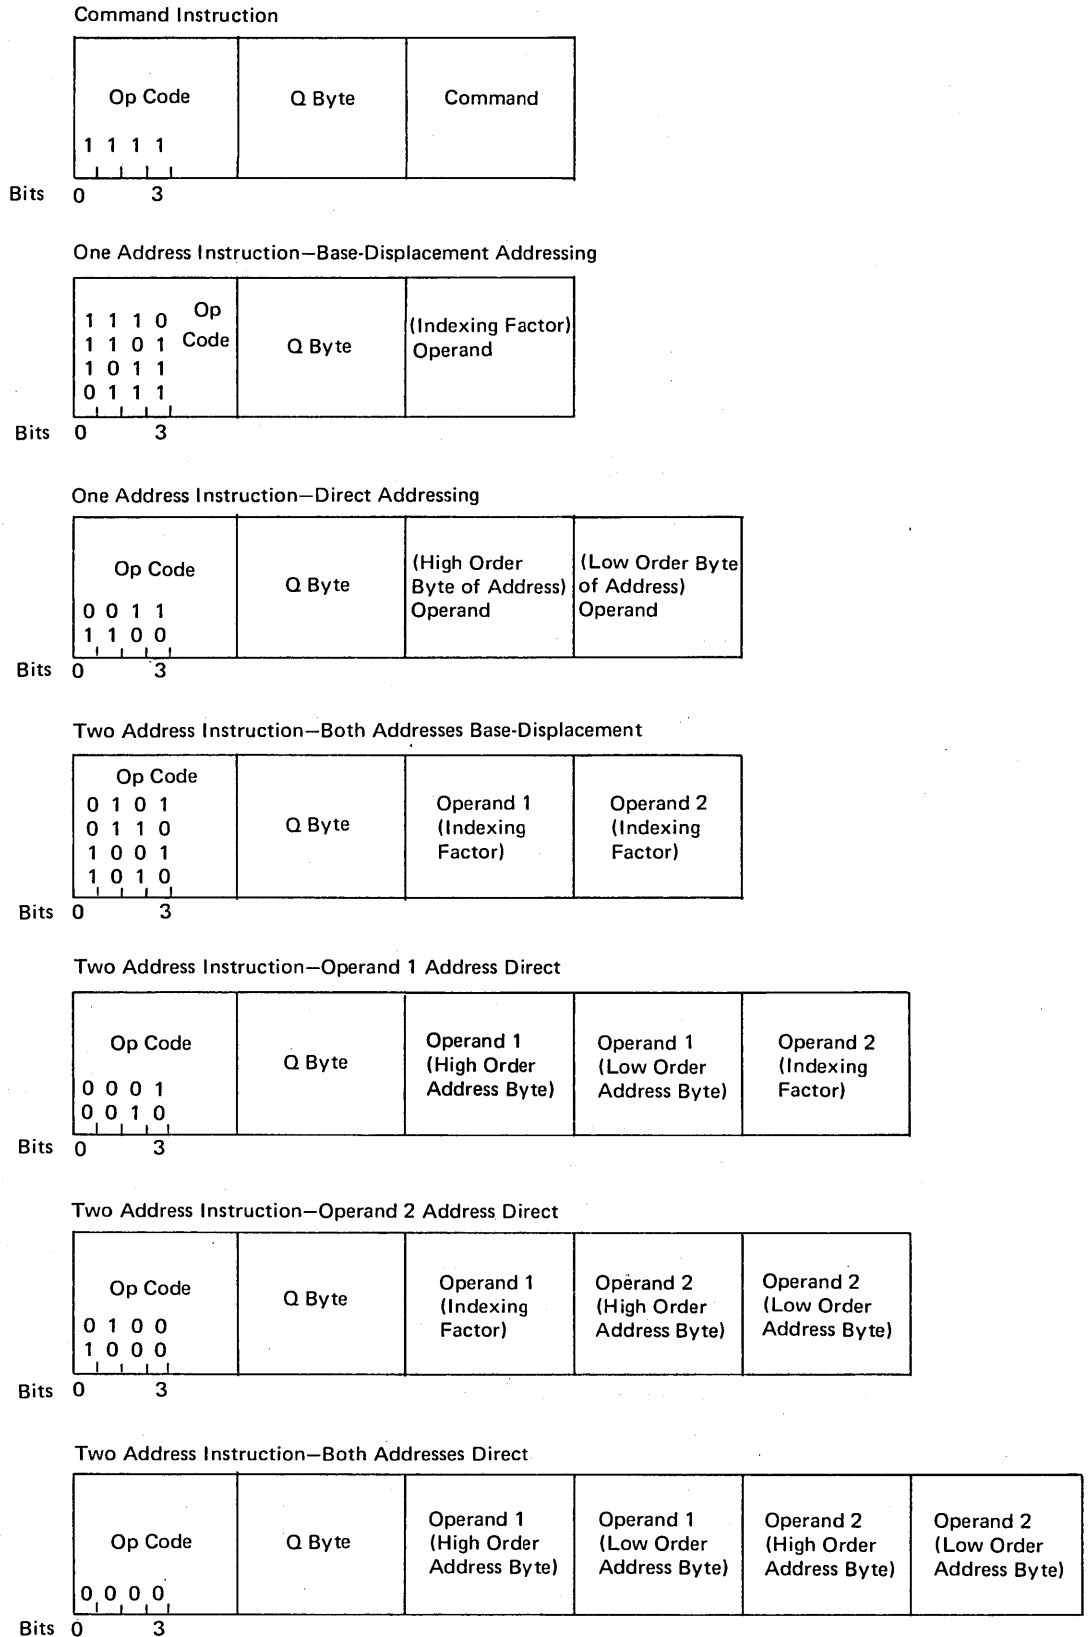 Command Instruction
Op Code
Q Byte
Command
1 1 1 1
Bits 0 3
One Address Instruction—Base-Displacement Addressing
Op
Code
1 1 1 0
1 1 0 1
1 0 1 1
0 1 1 1
Q Byte
(Indexing Factor)
Operand
Bits 0 3
One Address Instruction—Direct Addressing
Op Code
0 0 1 1
1 1 0 0
Q Byte
(High Order
Byte of Address)
Operand
(Low Order Byte
of Address)
Operand
Bits 0 3
Two Address Instruction—Both Addresses Base-Displacement
Op Code
0 1 0 1
0 1 1 0
1 0 0 1
1 0 1 0
Q Byte
Operand 1
(Indexing
Factor)
Operand 2
(Indexing
Factor)
Bits 0 3
Two Address Instruction—Operand 1 Address Direct
Op Code
0 0 0 1
0 0 1 0
Q Byte
Operand 1
(High Order
Address Byte)
Operand 1
(Low Order
Address Byte)
Operand 2
(Indexing
Factor)
Bits 0 3
Two Address Instruction—Operand 2 Address Direct
Op Code
0 1 0 0
1 0 0 0
Q Byte
Operand 1
(Indexing
Factor)
Operand 2
(High Order
Address Byte)
Operand 2
(Low Order
Address Byte)
Bits 0 3
Two Address Instruction—Both Addresses Direct
Op Code
0 0 0 0
Q Byte
Operand 1
(High Order
Address Byte)
Operand 1
(Low Order
Address Byte)
Operand 2
(High Order
Address Byte)
Operand 2
(Low Order
Address Byte)
Bits 0 3